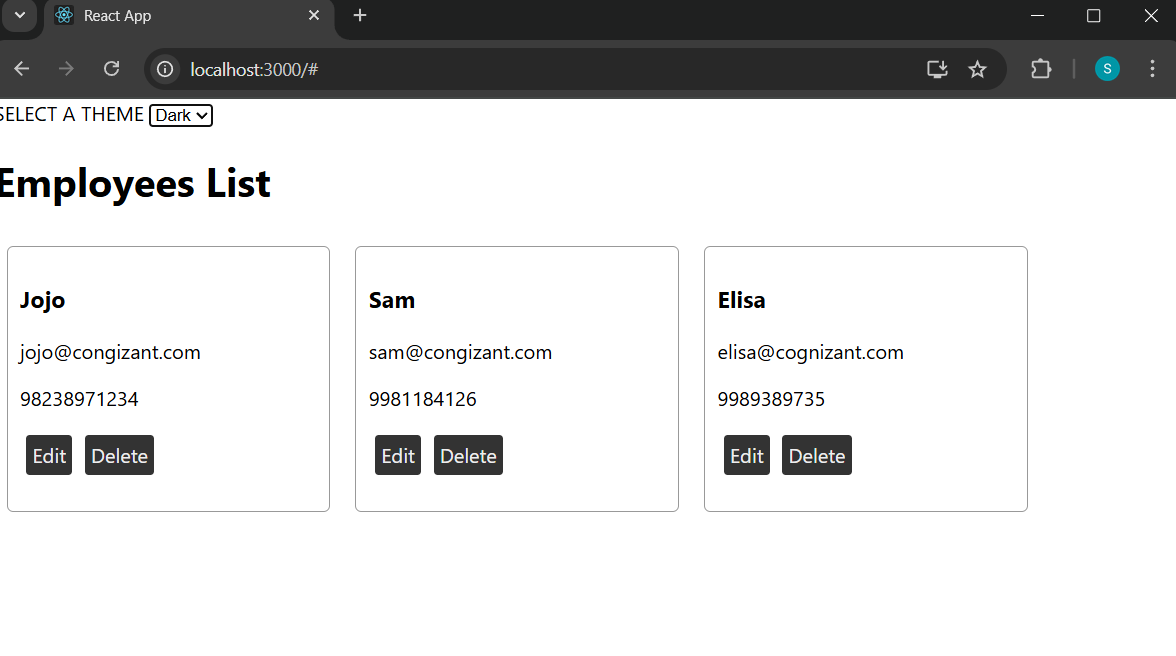 React App
localhost:3000/#
S
SELECT A THEME Dark
Employees List
Jojo
jojo@congizant.com
98238971234
Edit Delete
Sam
sam@congizant.com
9981184126
Edit Delete
Elisa
elisa@cognizant.com
9989389735
Edit Delete